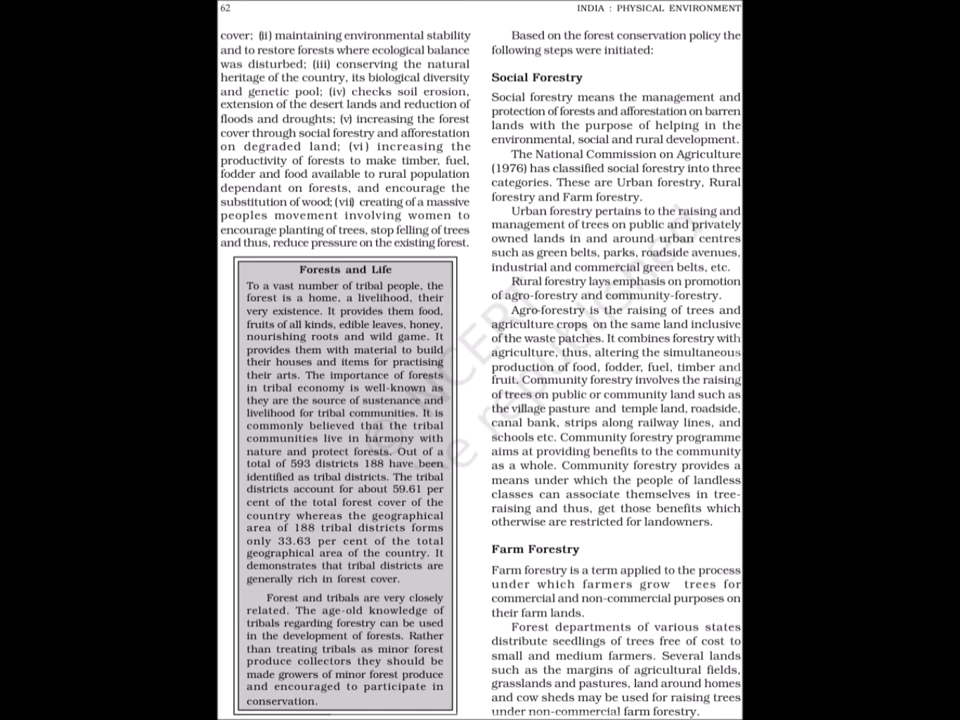 62
INDIA : PHYSICAL ENVIRONMENT
cover; (ii) maintaining environmental stability
and to restore forests where ecological balance
was disturbed; (iii) conserving the natural
heritage of the country, its biological diversity
and genetic pool; (iv) checks soil erosion,
extension of the desert lands and reduction of
floods and droughts; (v) increasing the forest
cover through social forestry and afforestation
on degraded land; (vi) increasing the
productivity of forests to make timber, fuel,
fodder and food available to rural population
dependant on forests, and encourage the
substitution of wood; (vii) creating of a massive
peoples movement involving women to
encourage planting of trees, stop felling of trees
and thus, reduce pressure on the existing forest.
Forests and Life
To a vast number of tribal people, the
forest is a home, a livelihood, their
very existence. It provides them food,
fruits of all kinds, edible leaves, honey,
nourishing roots and wild game. It
provides them with material to build
their houses and items for practising
their arts. The importance of forests
in tribal economy is well-known as
they are the source of sustenance and
livelihood for tribal communities. It is
commonly believed that the tribal
communities live in harmony with
nature and protect forests. Out of a
total of 593 districts 188 have been
identified as tribal districts. The tribal
districts account for about 59.61 per
cent of the total forest cover of the
country whereas the geographical
area of 188 tribal districts forms
only 33.63 per cent of the total
geographical area of the country. It
demonstrates that tribal districts are
generally rich in forest cover.
Forest and tribals are very closely
related. The age-old knowledge of
tribals regarding forestry can be used
in the development of forests. Rather
than treating tribals as minor forest
produce collectors they should be
made growers of minor forest produce
and encouraged to participate in
conservation.
Based on the forest conservation policy the
following steps were initiated:
Social Forestry
Social forestry means the management and
protection of forests and afforestation on barren
lands with the purpose of helping in the
environmental, social and rural development.
The National Commission on Agriculture
(1976) has classified social forestry into three
categories. These are Urban forestry, Rural
forestry and Farm forestry.
Urban forestry pertains to the raising and
management of trees on public and privately
owned lands in and around urban centres
such as green belts, parks, roadside avenues,
industrial and commercial green belts, etc.
Rural forestry lays emphasis on promotion
of agro-forestry and community-forestry.
Agro-forestry is the raising of trees and
agriculture crops on the same land inclusive
of the waste patches. It combines forestry with
agriculture, thus, altering the simultaneous
production of food, fodder, fuel, timber and
fruit. Community forestry involves the raising
of trees on public or community land such as
the village pasture and temple land, roadside,
canal bank, strips along railway lines, and
schools etc. Community forestry programme
aims at providing benefits to the community
as a whole. Community forestry provides a
means under which the people of landless
classes can associate themselves in tree-
raising and thus, get those benefits which
otherwise are restricted for landowners.
Farm Forestry
Farm forestry is a term applied to the process
under which farmers grow trees for
commercial and non-commercial purposes on
their farm lands.
Forest departments of various states
distribute seedlings of trees free of cost to
small and medium farmers. Several lands
such as the margins of agricultural fields,
grasslands and pastures, land around homes
and cow sheds may be used for raising trees
under non-commercial farm forestry.